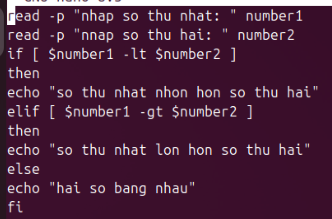 read -p "nhap so thu nhat: " number1
read -p "nnap so thu hai: " number2
if [ $number1 -lt $number2 ]
then
echo "so thu nhat nhon hon so thu hai"
elif [ $number1 -gt $number2 ]
then
echo "so thu nhat lon hon so thu hai"
else
echo "hai so bang nhau"
fi